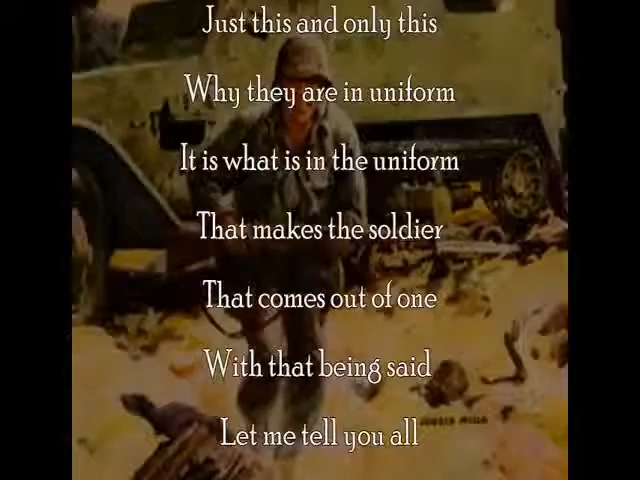 Just this and only this
Why they are in uniform
It is what is in the uniform
That makes the soldier
That comes out of one
With that being said
Let me tell you all